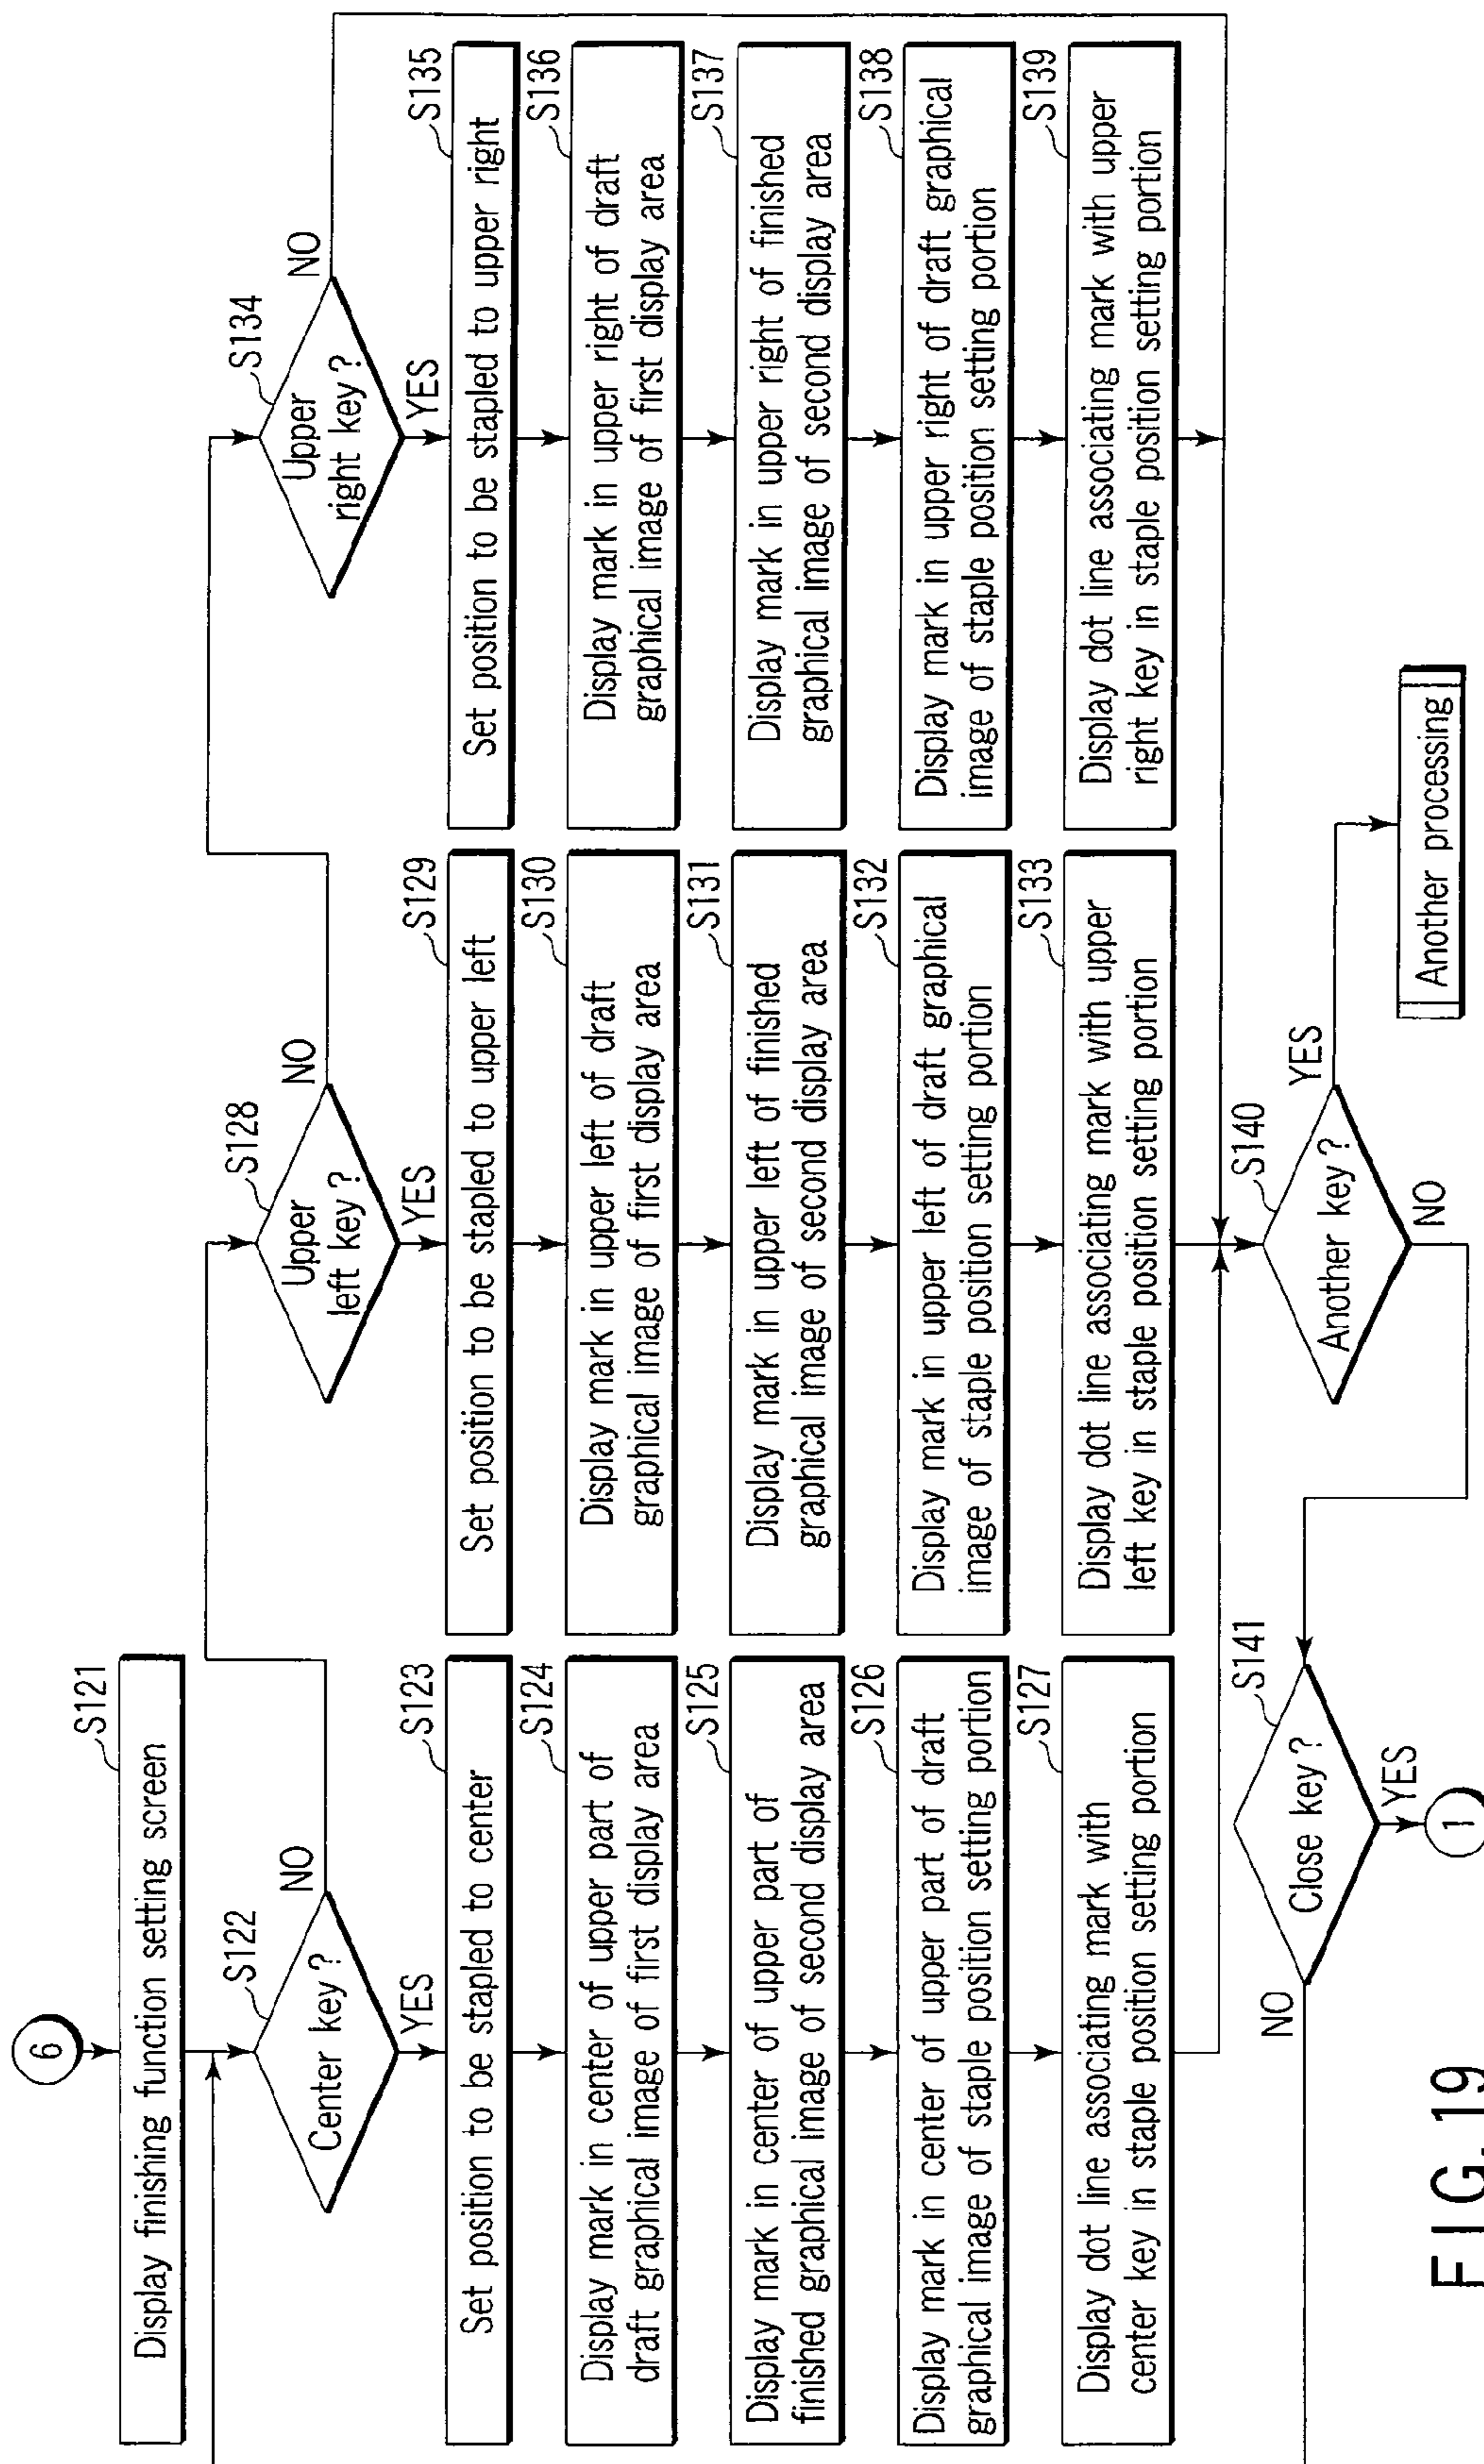 6
S121
Display finishing function setting screen
S122
Center key?
NO
YES
S123
Set position to be stapled to center
S124
Display mark in center of upper part of
draft graphical image of first display area
S125
Display mark in center of upper part of
finished graphical image of second display area
S126
Display mark in center of upper part of draft
graphical image of staple position setting portion
S127
Display dot line associating mark with
center key in staple position setting portion
S128
Upper
left key?
NO
YES
S129
Set position to be stapled to upper left
S130
Display mark in upper left of draft
graphical image of first display area
S131
Display mark in upper left of finished
graphical image of second display area
S132
Display mark in upper left of draft graphical
image of staple position setting portion
S133
Display dot line associating mark with upper
left key in staple position setting portion
S134
Upper
right key?
NO
YES
S135
Set position to be stapled to upper right
S136
Display mark in upper right of draft
graphical image of first display area
S137
Display mark in upper right of finished
graphical image of second display area
S138
Display mark in upper right of draft graphical
image of staple position setting portion
S139
Display dot line associating mark with upper
right key in staple position setting portion
S140
Another key?
YES
NO
Another processing
S141
Close key?
NO
YES
1
FIG. 19